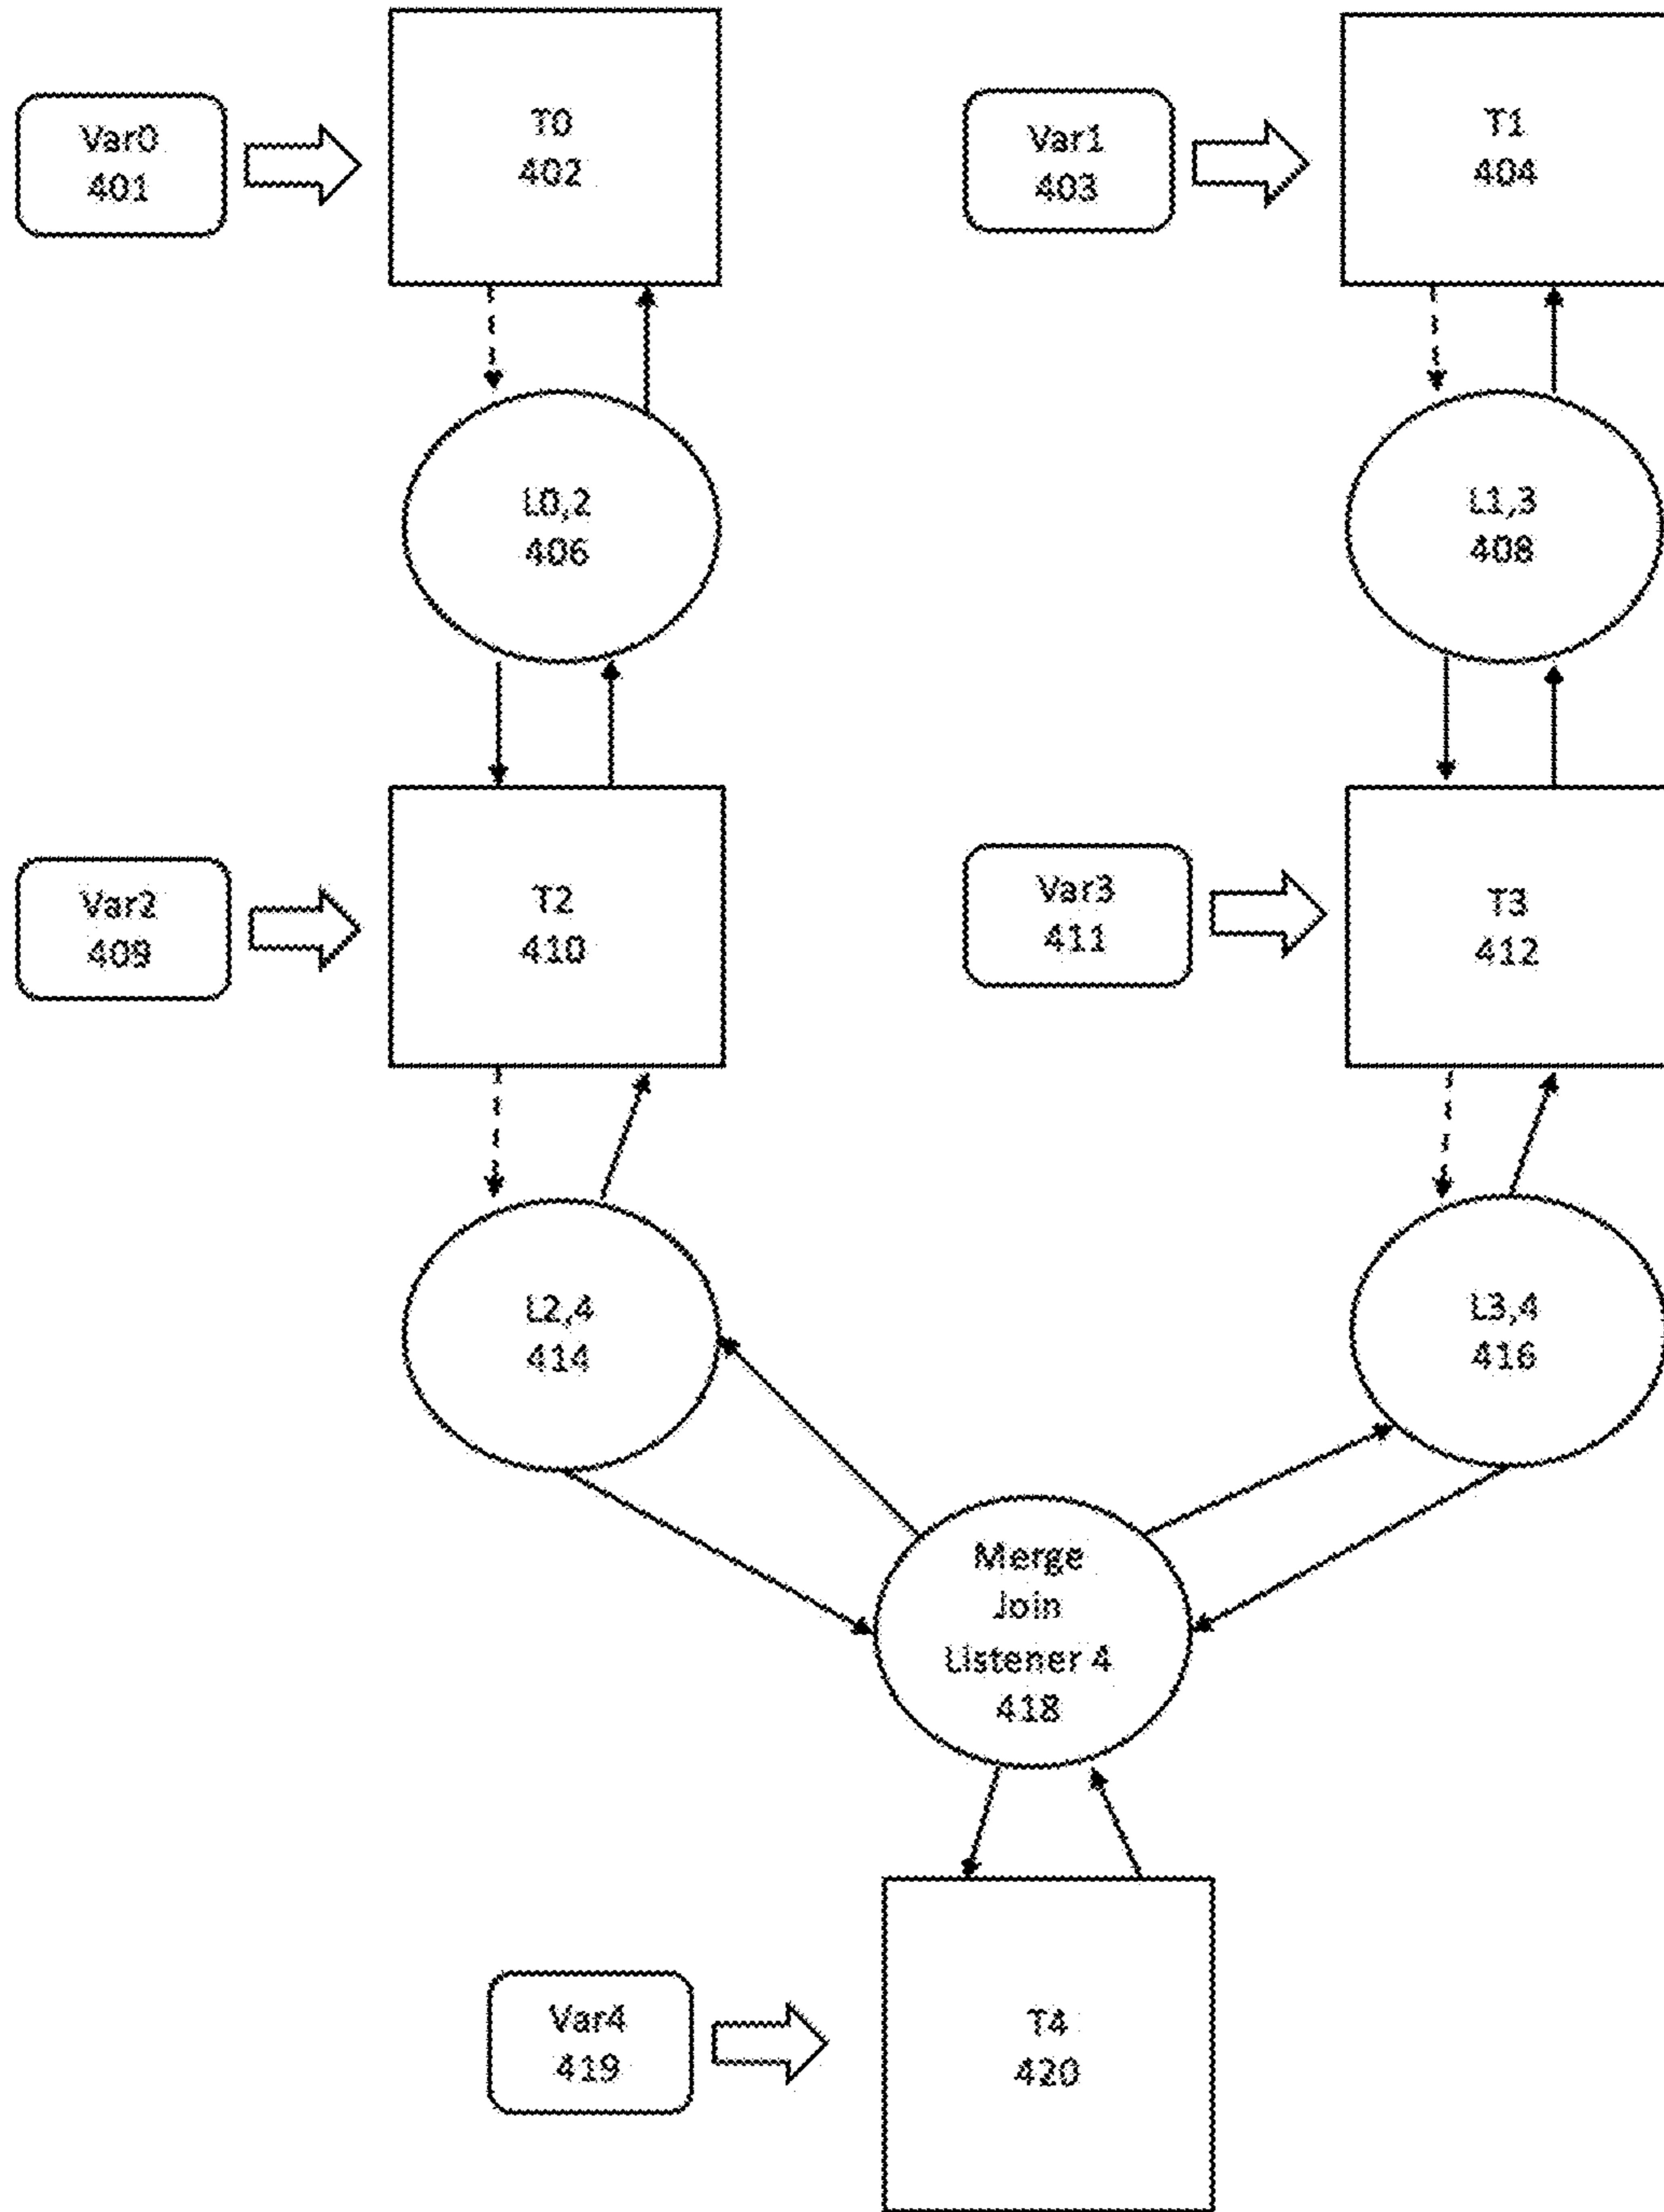 Var0
401
T0
402
Var1
403
T1
404
L0,2
406
L1,3
408
Var2
409
T2
410
Var3
411
T3
412
L2,4
414
L3,4
416
Merge
Join
Listener 4
418
Var4
419
T4
420